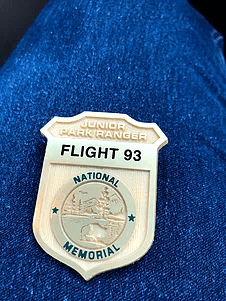 JUNIOR
PARK RANGER
FLIGHT 93
NATIONAL
MEMORIAL